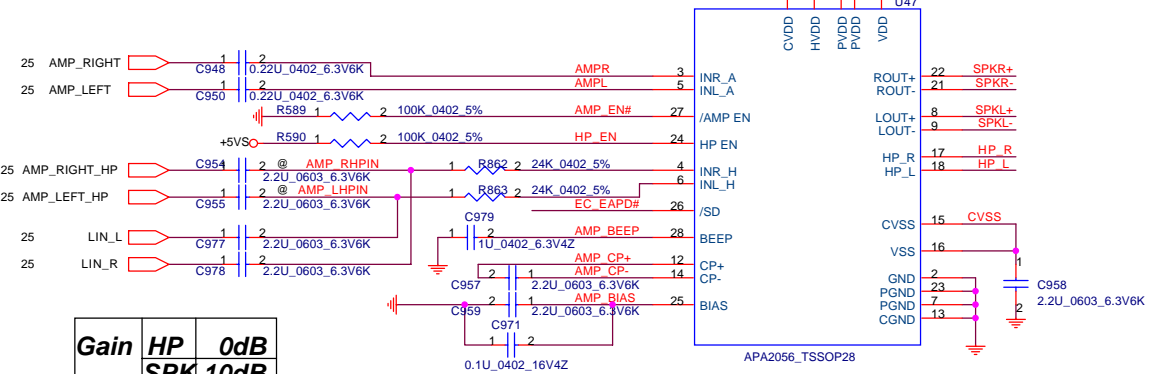 U47
CVDD
HVDD
PVDD
PVDD
VDD
25 AMP_RIGHT
C948
1 2
0.22U_0402_6.3V6K
AMPR
3 INR_A
ROUT+ 22 SPKR+
25 AMP_LEFT
C950
1 2
0.22U_0402_6.3V6K
AMPL
5 INL_A
ROUT- 21 SPKR-
R589 1 2 100K_0402_5% AMP_EN# 27 /AMP EN
LOUT+ 8 SPKL+
LOUT- 9 SPKL-
+5VS R590 1 2 100K_0402_5% HP_EN 24 HP EN
HP_R 17 HP_R
HP_L 18 HP_L
25 AMP_RIGHT_HP C954 1 2 @ AMP_RHPIN 1 R862 2 24K_0402_5% 4 INR_H
2.2U_0603_6.3V6K
25 AMP_LEFT_HP C955 1 2 @ AMP_LHPIN 1 R863 2 24K_0402_5% 6 INL_H
2.2U_0603_6.3V6K
EC_EAPD# 26 /SD
25 LIN_L C977 1 2 2.2U_0603_6.3V6K
C979 1 2 1U_0402_6.3V4Z AMP_BEEP 28 BEEP
CVSS 15 CVSS
VSS 16
25 LIN_R C978 1 2 2.2U_0603_6.3V6K
AMP_CP+ 12 CP+
AMP_CP- 14 CP-
C957 2 1 2.2U_0603_6.3V6K
GND 2
PGND 23
PGND 7
CGND 13
1 C958
2.2U_0603_6.3V6K
2
AMP_BIAS 25 BIAS
C959 2 1 2.2U_0603_6.3V6K
C971
1 2
0.1U_0402_16V4Z
APA2056_TSSOP28
Gain HP 0dB
SPK 10dB